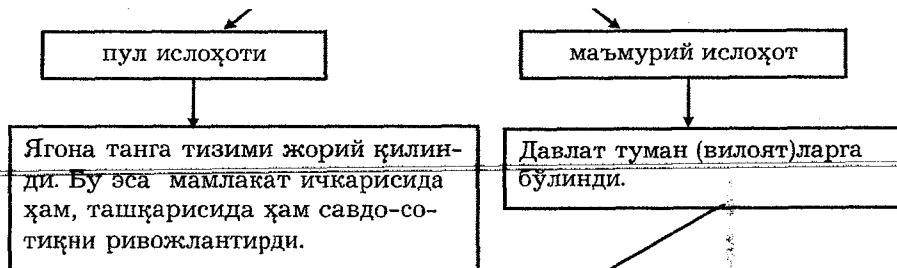 пул ислоҳоти
маъмурий ислоҳот
Ягона танга тизими жорий қилин-
ди. Бу эса мамлакат ичкарисида
ҳам, ташқарисида ҳам савдо-со-
тиқни ривожлантирди.
Давлат туман (вилоят)ларга
бўлинди.